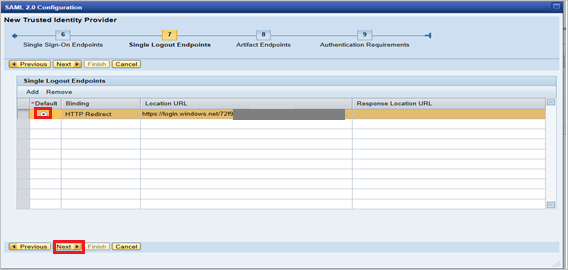 SAML 2.0 Configuration
New Trusted Identity Provider
6 7 8 9
Single Sign-On Endpoints Single Logout Endpoints Artifact Endpoints Authentication Requirements
Previous Next Finish Cancel
Single Logout Endpoints
Add Remove
*Default Binding Location URL Response Location URL
HTTP Redirect https://login.windows.net/72f9
Previous Next Finish Cancel